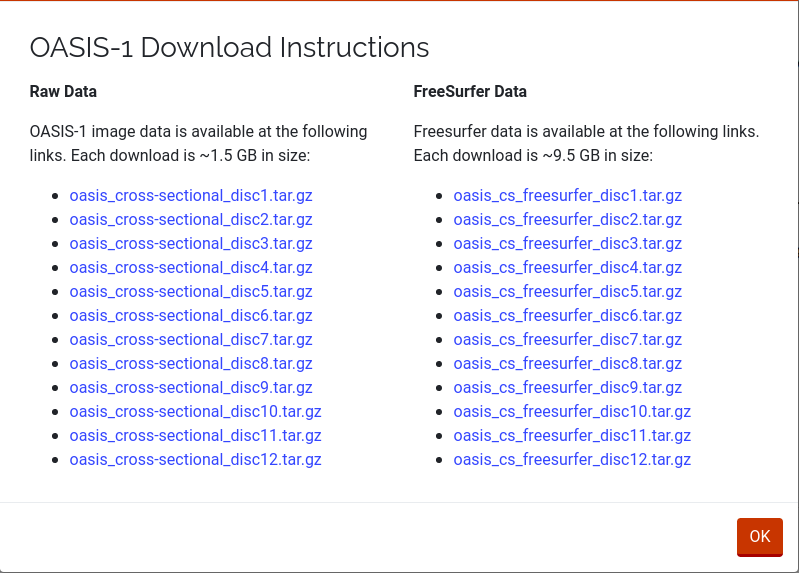 OASIS-1 Download Instructions
Raw Data
OASIS-1 image data is available at the following
links. Each download is ~1.5 GB in size:
oasis_cross-sectional_disc1.tar.gz
oasis_cross-sectional_disc2.tar.gz
oasis_cross-sectional_disc3.tar.gz
oasis_cross-sectional_disc4.tar.gz
oasis_cross-sectional_disc5.tar.gz
oasis_cross-sectional_disc6.tar.gz
oasis_cross-sectional_disc7.tar.gz
oasis_cross-sectional_disc8.tar.gz
oasis_cross-sectional_disc9.tar.gz
oasis_cross-sectional_disc10.tar.gz
oasis_cross-sectional_disc11.tar.gz
oasis_cross-sectional_disc12.tar.gz
FreeSurfer Data
Freesurfer data is available at the following links.
Each download is ~9.5 GB in size:
oasis_cs_freesurfer_disc1.tar.gz
oasis_cs_freesurfer_disc2.tar.gz
oasis_cs_freesurfer_disc3.tar.gz
oasis_cs_freesurfer_disc4.tar.gz
oasis_cs_freesurfer_disc5.tar.gz
oasis_cs_freesurfer_disc6.tar.gz
oasis_cs_freesurfer_disc7.tar.gz
oasis_cs_freesurfer_disc8.tar.gz
oasis_cs_freesurfer_disc9.tar.gz
oasis_cs_freesurfer_disc10.tar.gz
oasis_cs_freesurfer_disc11.tar.gz
oasis_cs_freesurfer_disc12.tar.gz
OK